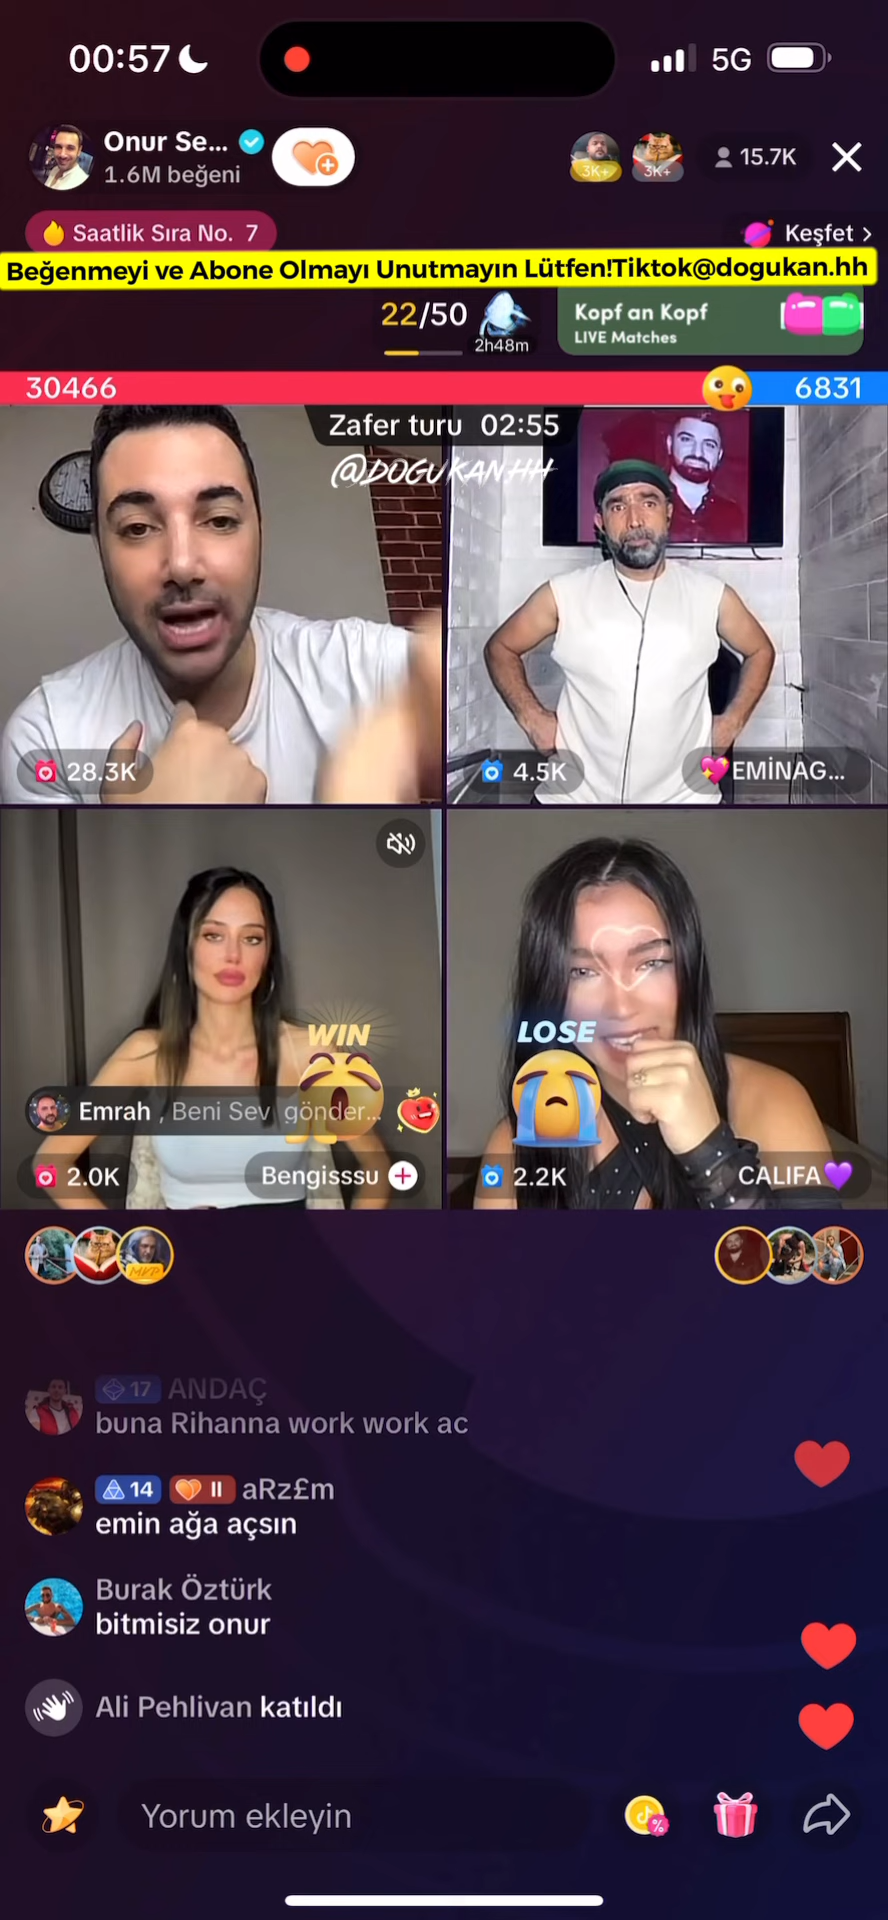 00:57
5G
Onur Se...
1.6M beğeni
3K+
3K+
15.7K
Saatlik Sıra No. 7
Keşfet >
Beğenmeyi ve Abone Olmayı Unutmayın Lütfen!Tiktok@dogukan.hh
22/50
2h48m
Kopf an Kopf
LIVE Matches
30466
6831
Zafer turu 02:55
@DOGUKANHH
28.3K
4.5K
EMİNAG...
WIN
LOSE
Emrah , Beni Sev gönder...
2.0K
Bengisssu
2.2K
CALIFA
MVP
17 ANDAÇ
buna Rihanna work work ac
14 II aRz£m
emin ağa açsın
Burak Öztürk
bitmisiz onur
Ali Pehlivan katıldı
Yorum ekleyin